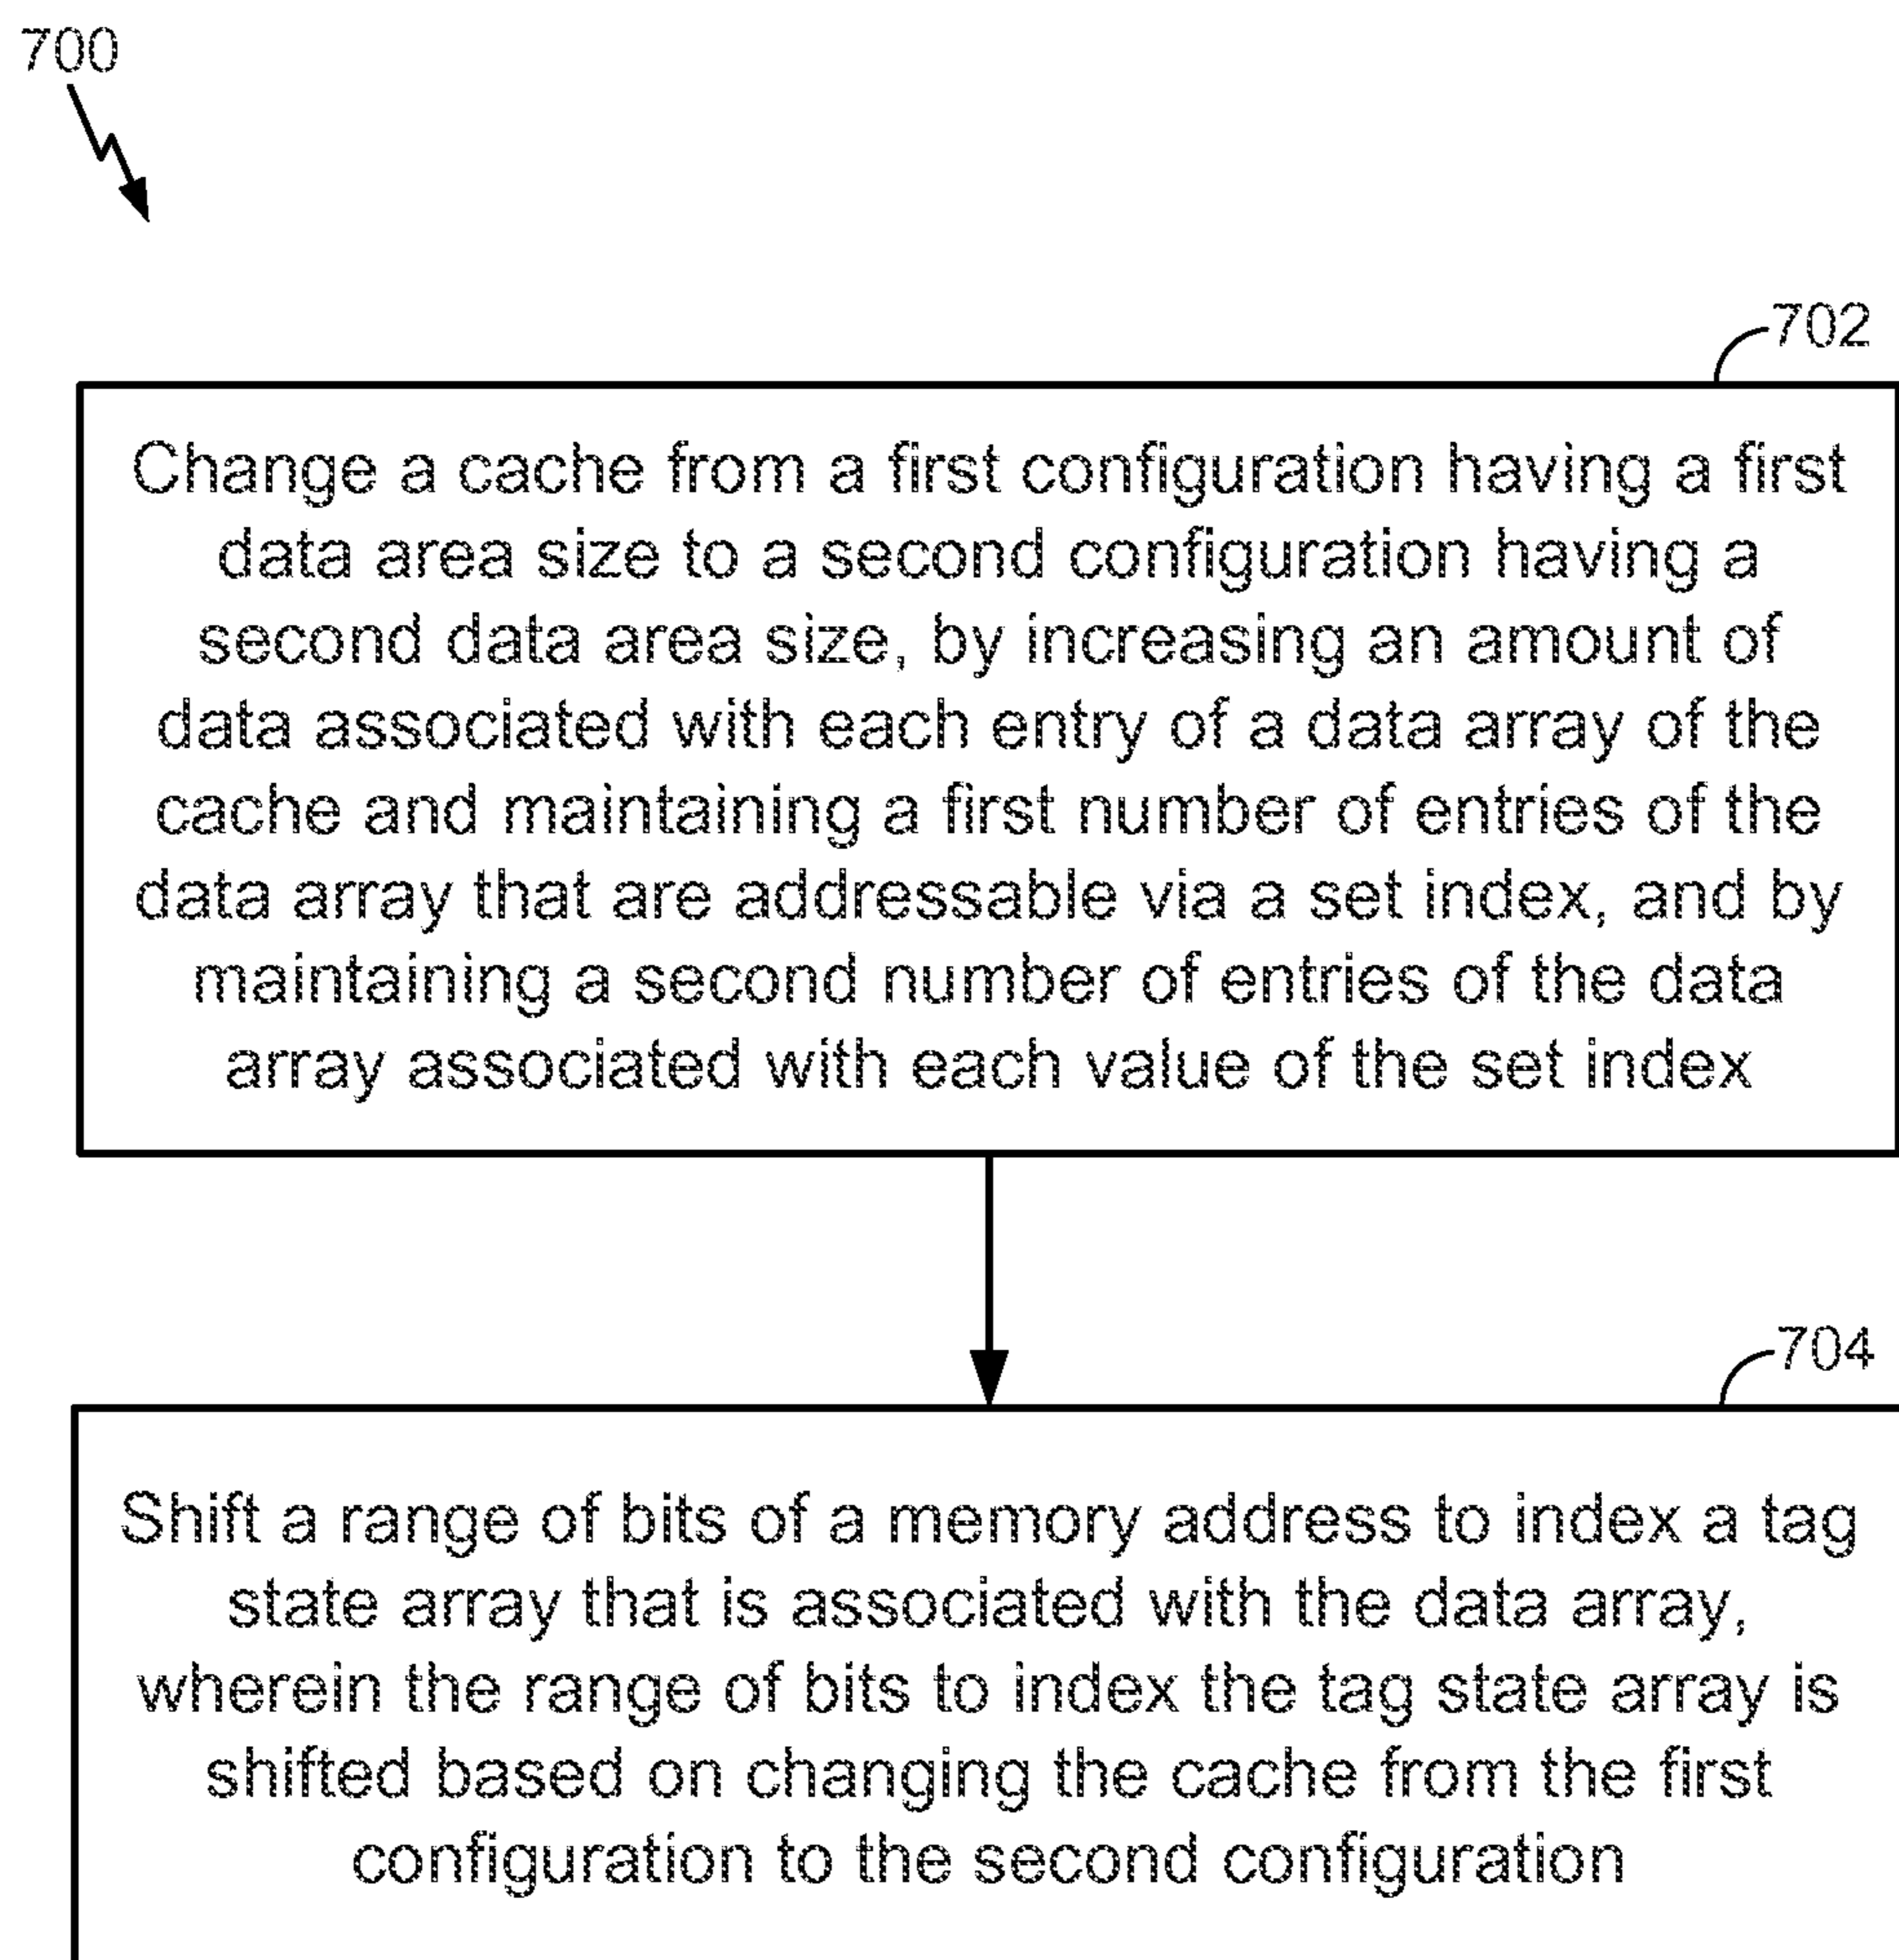 700
702
Change a cache from a first configuration having a first
data area size to a second configuration having a
second data area size, by increasing an amount of
data associated with each entry of a data array of the
cache and maintaining a first number of entries of the
data array that are addressable via a set index, and by
maintaining a second number of entries of the data
array associated with each value of the set index
704
Shift a range of bits of a memory address to index a tag
state array that is associated with the data array,
wherein the range of bits to index the tag state array is
shifted based on changing the cache from the first
configuration to the second configuration